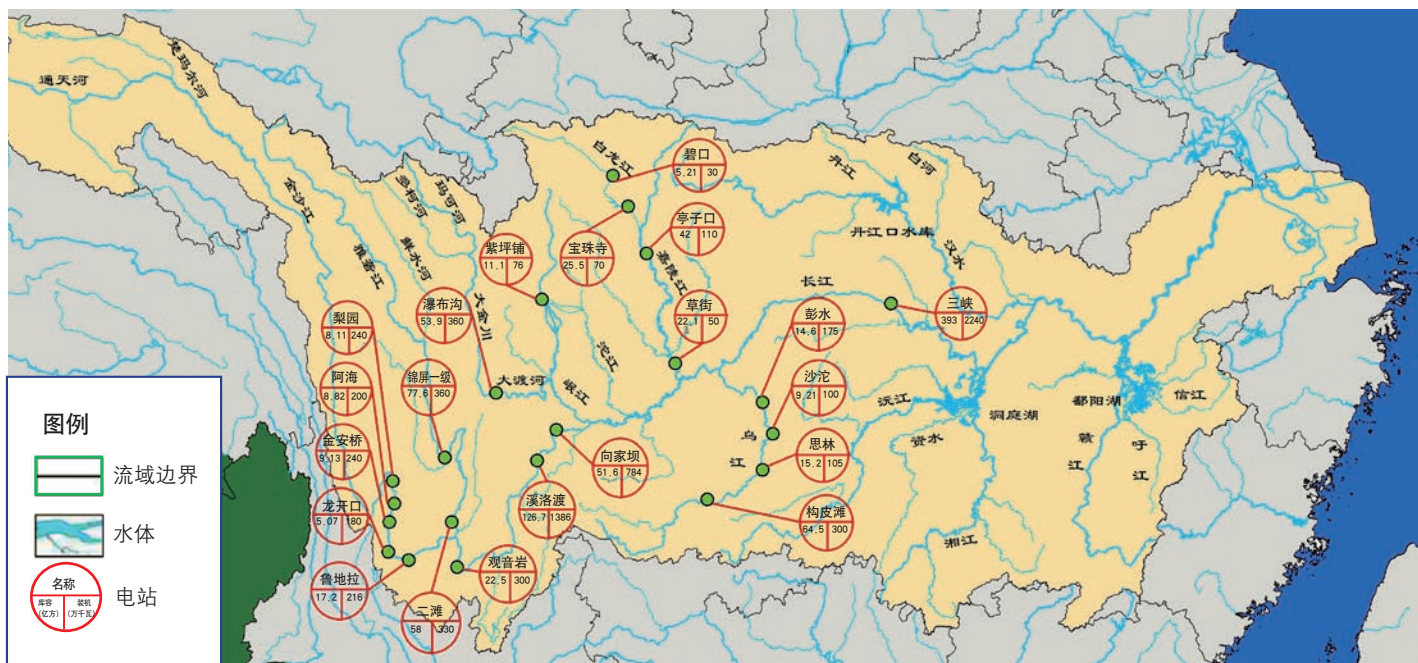 楚玛尔河
通天河
金沙江
雅砻江
鲜水河
多柯河
玛可河
大金川
大渡河
岷江
沱江
白龙江
嘉陵江
长江
丹江
白河
丹江口水库
汉水
乌江
沅江
资水
洞庭湖
湘江
鄱阳湖
赣江
吁江
信江
碧口
5.21 30
亭子口
42 110
紫坪铺
11.1 76
宝珠寺
25.5 70
草街
22.1 50
彭水
14.6 175
三峡
393 2240
沙沱
9.21 100
思林
15.2 105
构皮滩
64.5 300
梨园
8.11 240
瀑布沟
53.9 360
阿海
8.82 200
锦屏一级
77.6 360
金安桥
9.13 240
龙开口
5.07 180
鲁地拉
17.2 216
二滩
58 330
观音岩
22.5 300
溪洛渡
126.7 1386
向家坝
51.6 784
图例
流域边界
水体
名称
库容 装机
(亿方) (万千瓦)
电站